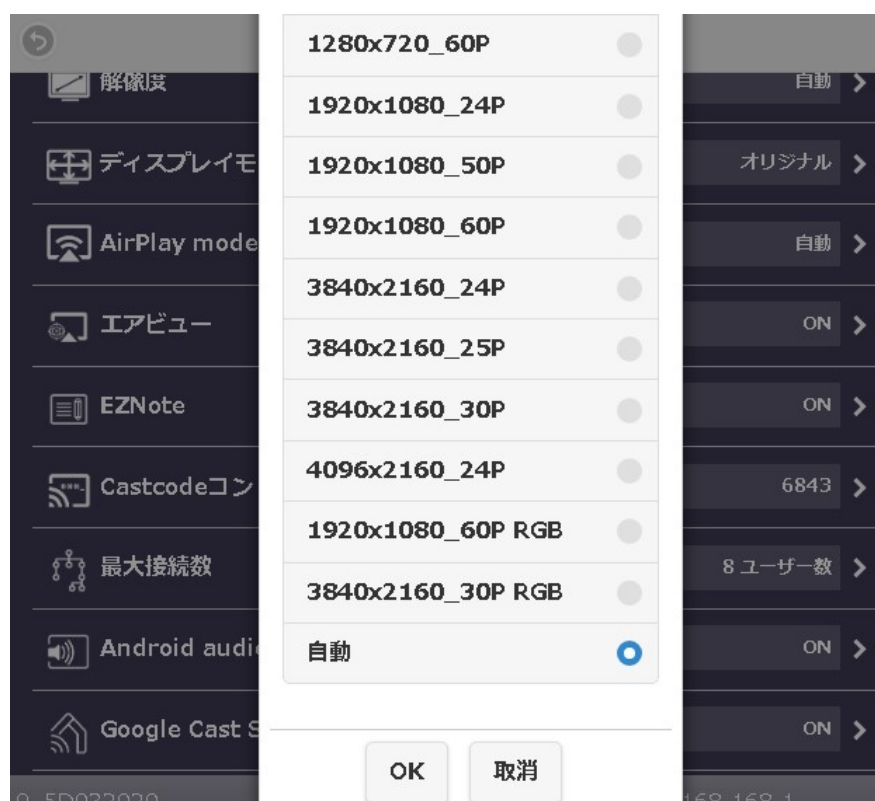 1280x720_60P
1920x1080_24P
1920x1080_50P
1920x1080_60P
3840x2160_24P
3840x2160_25P
3840x2160_30P
4096x2160_24P
1920x1080_60P RGB
3840x2160_30P RGB
自動
OK
取消
解像度
自動
ディスプレイモ
オリジナル
AirPlay mode
自動
エアビュー
ON
EZNote
ON
Castcodeコン
6843
最大接続数
8 ユーザー数
Android audi
ON
Google Cast S
ON
168.168.1